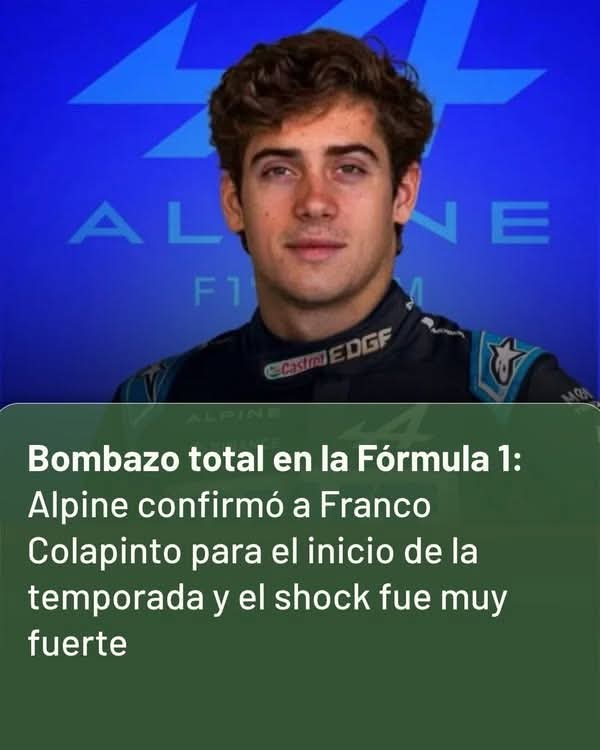 AL NE
F1 M
Castrol EDGE
ALPINE
Bombazo total en la Fórmula 1:
Alpine confirmó a Franco
Colapinto para el inicio de la
temporada y el shock fue muy
fuerte